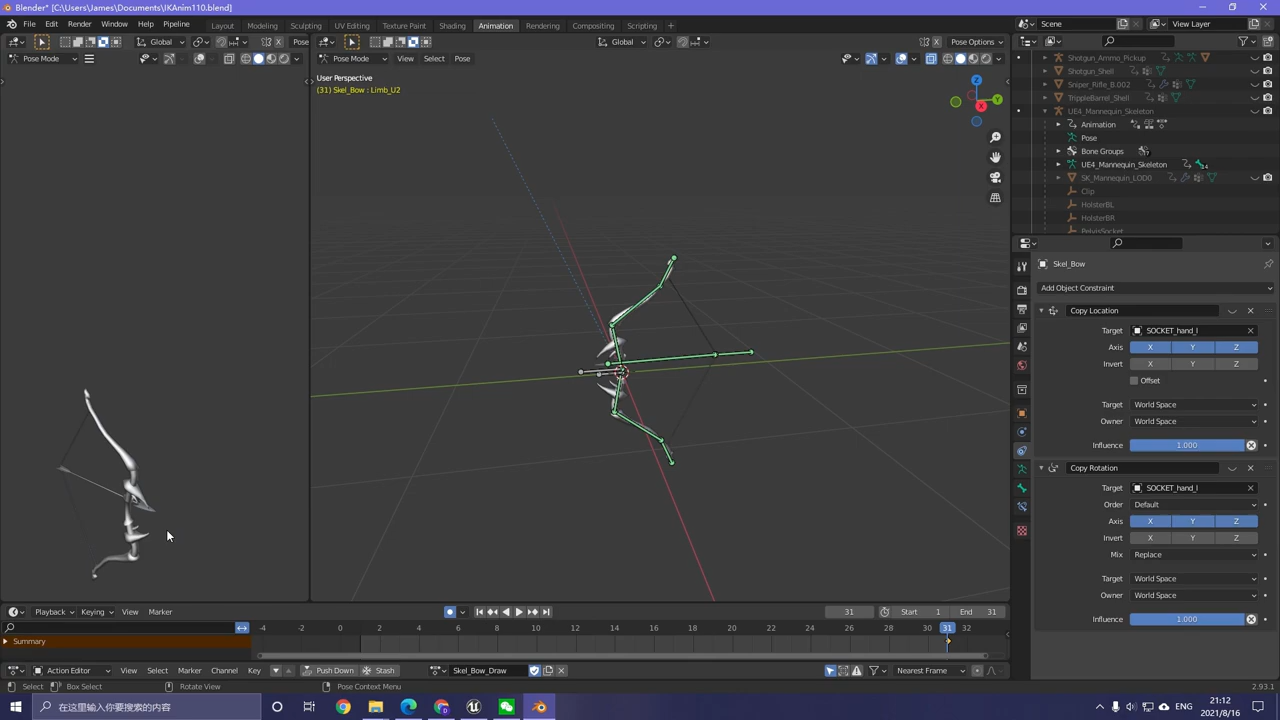 Blender* [C:\Users\James\Documents\IKAnim110.blend]
File Edit Render Window Help Pipeline Layout Modeling Sculpting UV Editing Texture Paint Shading Animation Rendering Compositing Scripting + Scene View Layer
Global Pose Global Pose Options
Pose Mode Pose Mode View Select Pose
User Perspective
(31) Skel_Bow : Limb_U2
Z
Y
X
Shotgun_Ammo_Pickup
Shotgun_Shell
Sniper_Rifle_B.002
TrippleBarrel_Shell
UE4_Mannequin_Skeleton
Animation
Pose
Bone Groups
UE4_Mannequin_Skeleton
SK_Mannequin_LOD0
Clip
HolsterBL
HolsterBR
PelvisSocket
Skel_Bow
Add Object Constraint
Copy Location
Target SOCKET_hand_l
Axis X Y Z
Invert X Y Z
Offset
Target World Space
Owner World Space
Influence 1.000
Copy Rotation
Target SOCKET_hand_l
Order Default
Axis X Y Z
Invert X Y Z
Mix Replace
Target World Space
Owner World Space
Influence 1.000
Playback Keying View Marker 31 Start 1 End 31
-4 -2 0 2 4 6 8 10 12 14 16 18 20 22 24 26 28 30 31 32
Summary
Action Editor View Select Marker Channel Key Push Down Stash Skel_Bow_Draw Nearest Frame
Select Box Select Rotate View Pose Context Menu 2.93.1
在这里输入你要搜索的内容 ENG 21:12
2021/8/16